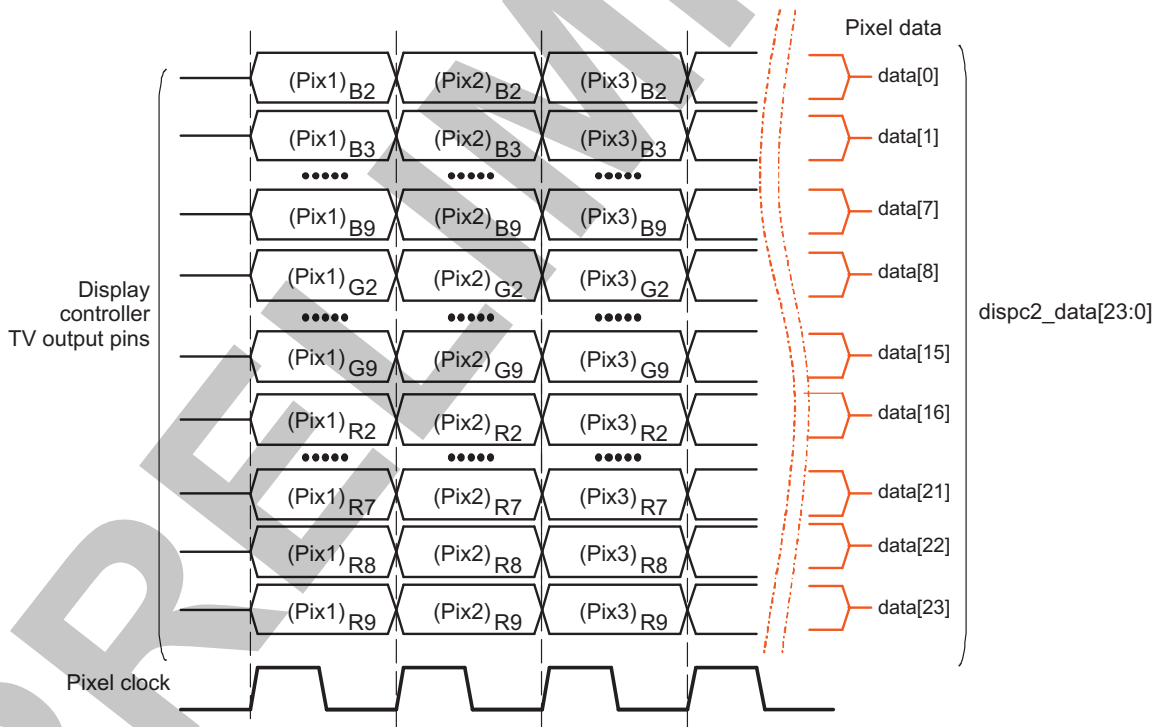 Pixel data
(Pix1)B2 (Pix2)B2 (Pix3)B2 data[0]
(Pix1)B3 (Pix2)B3 (Pix3)B3 data[1]
(Pix1)B9 (Pix2)B9 (Pix3)B9 data[7]
(Pix1)G2 (Pix2)G2 (Pix3)G2 data[8]
Display
controller
TV output pins
dispc2_data[23:0]
(Pix1)G9 (Pix2)G9 (Pix3)G9 data[15]
(Pix1)R2 (Pix2)R2 (Pix3)R2 data[16]
(Pix1)R7 (Pix2)R7 (Pix3)R7 data[21]
(Pix1)R8 (Pix2)R8 (Pix3)R8 data[22]
(Pix1)R9 (Pix2)R9 (Pix3)R9 data[23]
Pixel clock
PRELIM